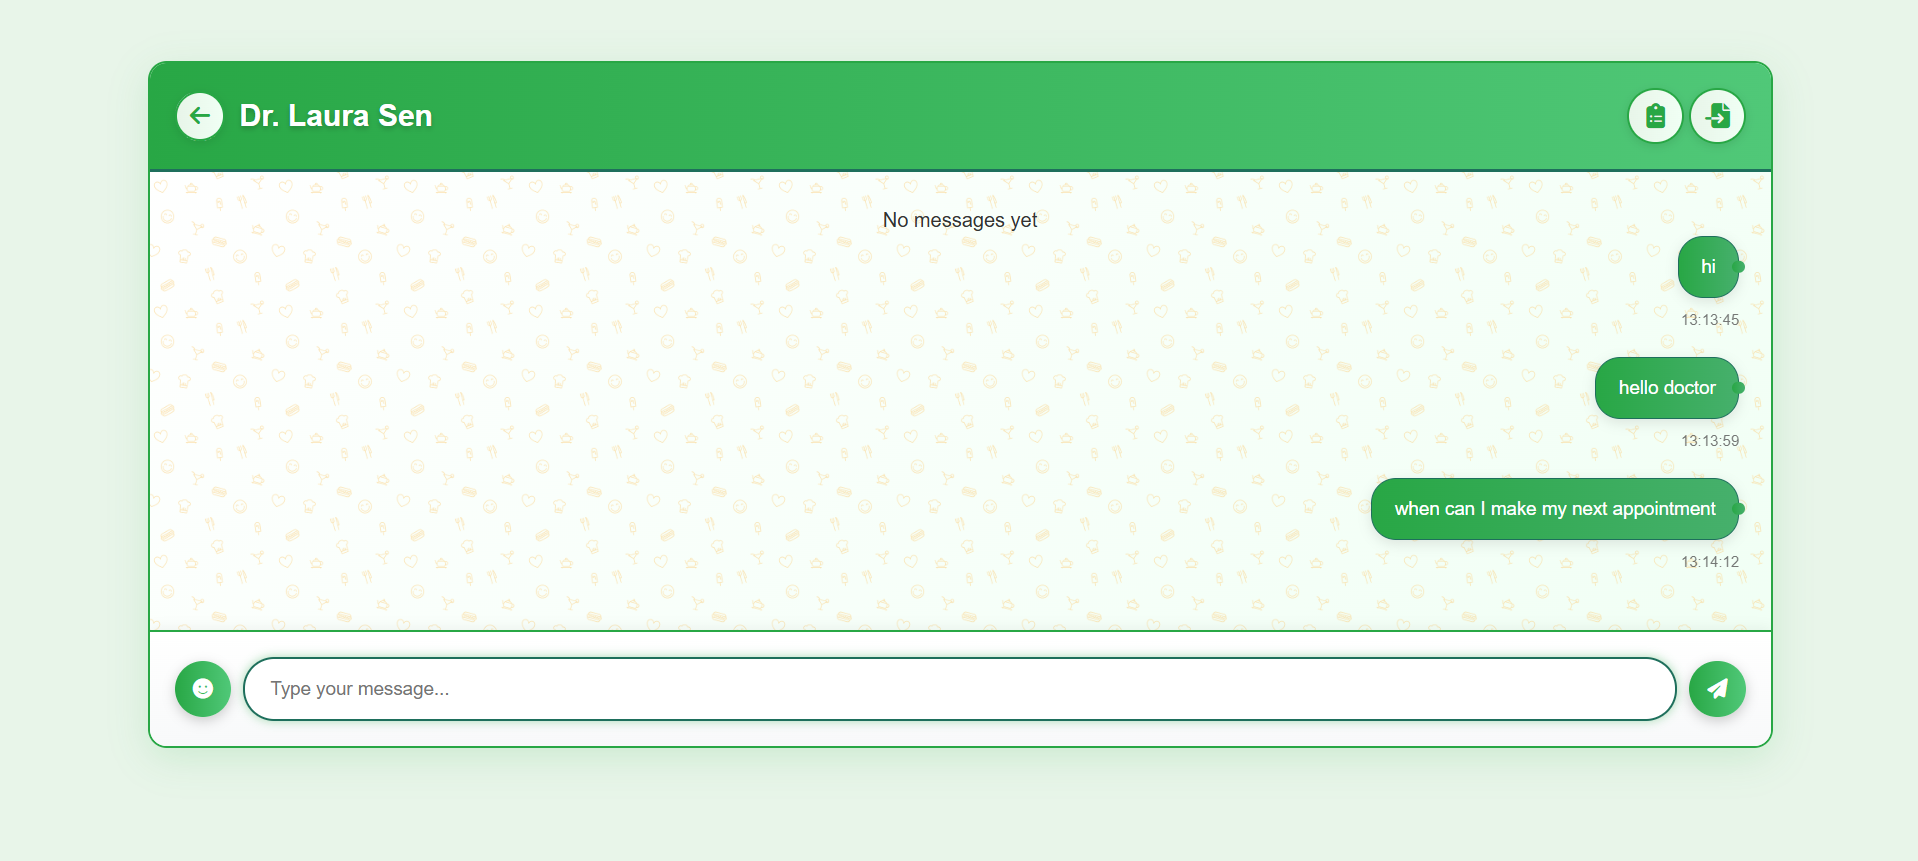 Dr. Laura Sen
No messages yet
hi
13:13:45
hello doctor
13:13:59
when can I make my next appointment
13:14:12
Type your message...